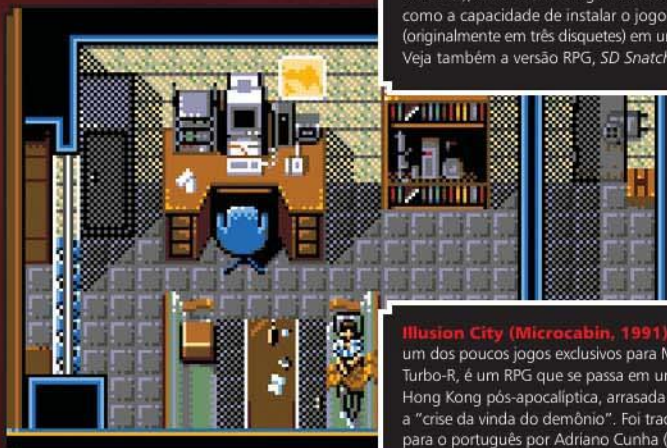 como a capacidade de instalar o jogo
(originalmente em três disquetes) em
Veja também a versão RPG, SD Snatch
Illusion City (Microcabin, 1991)
um dos poucos jogos exclusivos para
Turbo-R, é um RPG que se passa em
Hong Kong pós-apocalíptica, arrasada
a "crise da vinda do demônio". Foi
para o português por Adriano Cunha